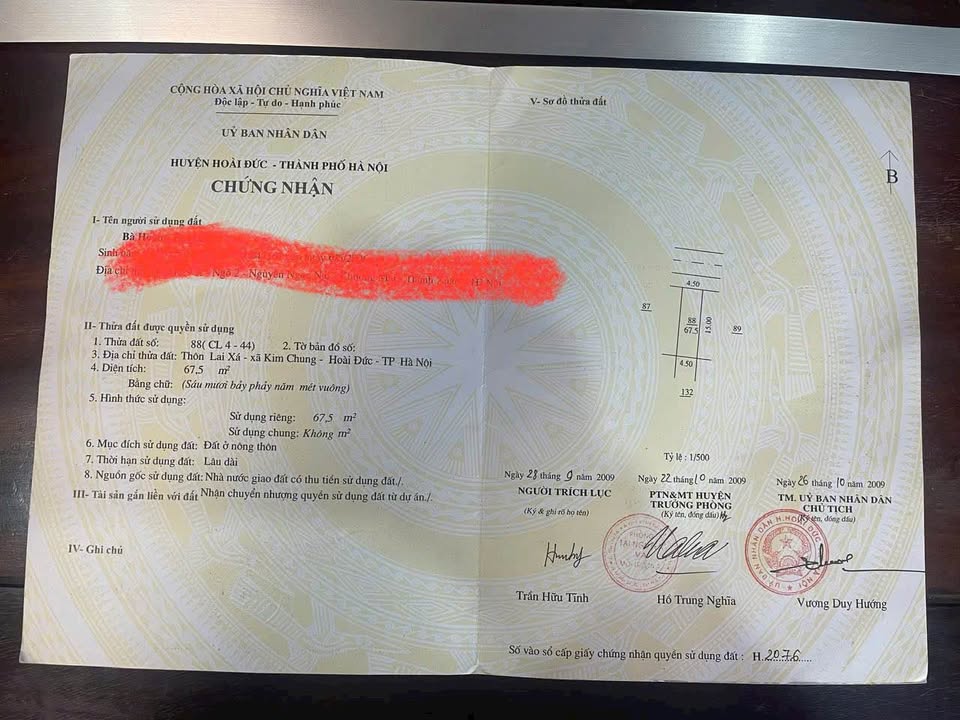 CỘNG HÒA XÃ HỘI CHỦ NGHĨA VIỆT NAM
Độc lập - Tự do - Hạnh phúc
UỶ BAN NHÂN DÂN
HUYỆN HOÀI ĐỨC - THÀNH PHỐ HÀ NỘI
CHỨNG NHẬN
I- Tên người sử dụng đất
Bà
Sinh
Địa chỉ
Ngõ 2 Nguyễn
II- Thửa đất được quyền sử dụng
1. Thửa đất số: 88( CL 4 - 44) 2. Tờ bản đồ số:
3. Địa chỉ thửa đất: Thôn Lai Xá - xã Kim Chung - Hoài Đức - TP Hà Nội
4. Diện tích: 67,5 m²
Bằng chữ: (Sáu mươi bảy phảy năm mét vuông)
5. Hình thức sử dụng:
Sử dụng riêng: 67,5 m²
Sử dụng chung: Không m²
6. Mục đích sử dụng đất: Đất ở nông thôn
7. Thời hạn sử dụng đất: Lâu dài
8. Nguồn gốc sử dụng đất: Nhà nước giao đất có thu tiền sử dụng đất./.
III- Tài sản gắn liền với đất Nhận chuyển nhượng quyền sử dụng đất từ dự án./.
IV- Ghi chú
V- Sơ đồ thửa đất
B
4.50
87
88
67.5
15.00
89
4.50
132
Tỷ lệ : 1/500
Ngày 28 tháng 9 năm 2009
NGƯỜI TRÍCH LỤC
(Ký & ghi rõ họ tên)
Trần Hữu Tĩnh
Ngày 22 tháng 10 năm 2009
PTN&MT HUYỆN
TRƯỞNG PHÒNG
(Ký tên, đóng dấu)
Hồ Trung Nghĩa
Ngày 26 tháng 10 năm 2009
TM. UỶ BAN NHÂN DÂN
CHỦ TỊCH
(Ký tên, đóng dấu)
Vương Duy Hướng
Số vào sổ cấp giấy chứng nhận quyền sử dụng đất : H.2076